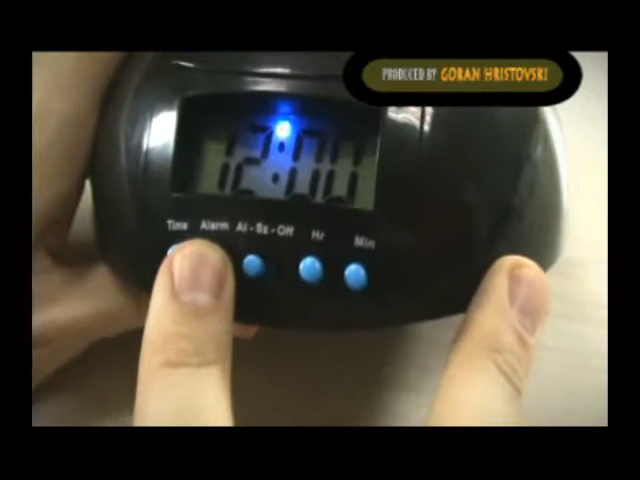 PRODUCED BY GORAN HRISTOVSKI
12:00
Time Alarm Al-Sz-Off Hr Min